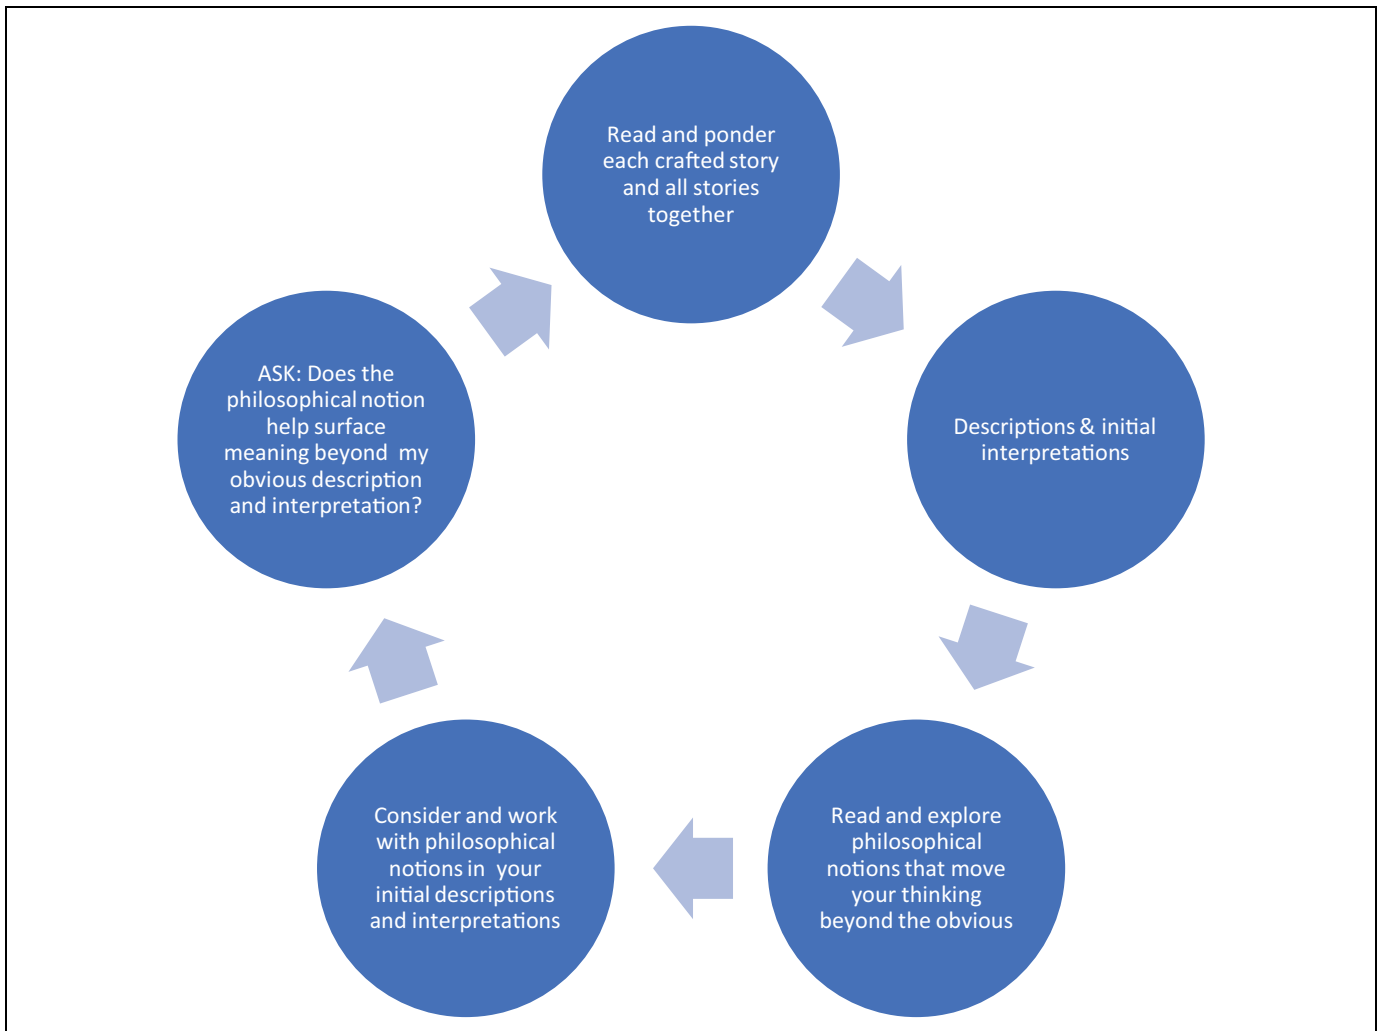 Read and ponder
each crafted story
and all stories
together
Descriptions & initial
interpretations
Read and explore
philosophical
notions that move
your thinking
beyond the obvious
Consider and work
with philosophical
notions in  your
initial descriptions
and interpretations
ASK: Does the
philosophical notion
help surface
meaning beyond  my
obvious description
and interpretation?